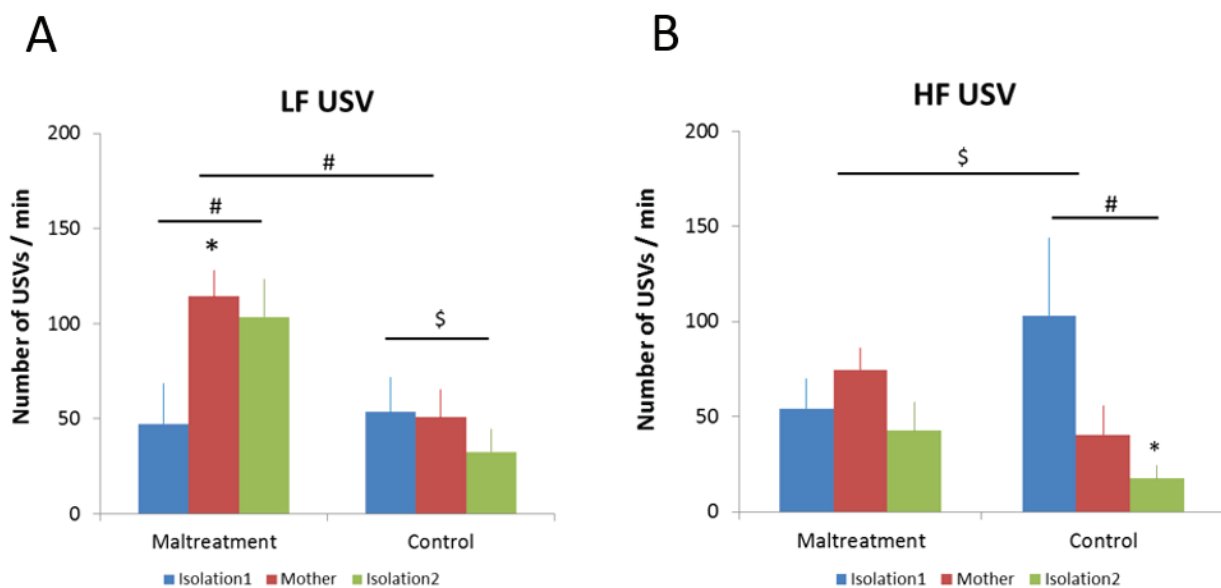 A
LF USV
Number of USVs / min
200
150
100
50
0
#
#
*
$
Maltreatment Control
Isolation1 Mother Isolation2
B
HF USV
Number of USVs / min
200
150
100
50
0
$
#
*
Maltreatment Control
Isolation1 Mother Isolation2